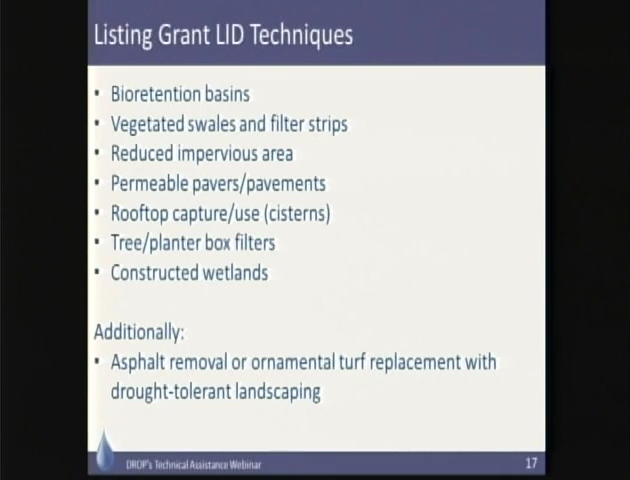 Listing Grant LID Techniques
• Bioretention basins
• Vegetated swales and filter strips
• Reduced impervious area
• Permeable pavers/pavements
• Rooftop capture/use (cisterns)
• Tree/planter box filters
• Constructed wetlands
Additionally:
• Asphalt removal or ornamental turf replacement with
drought-tolerant landscaping
DROP's Technical Assistance Webinar
17